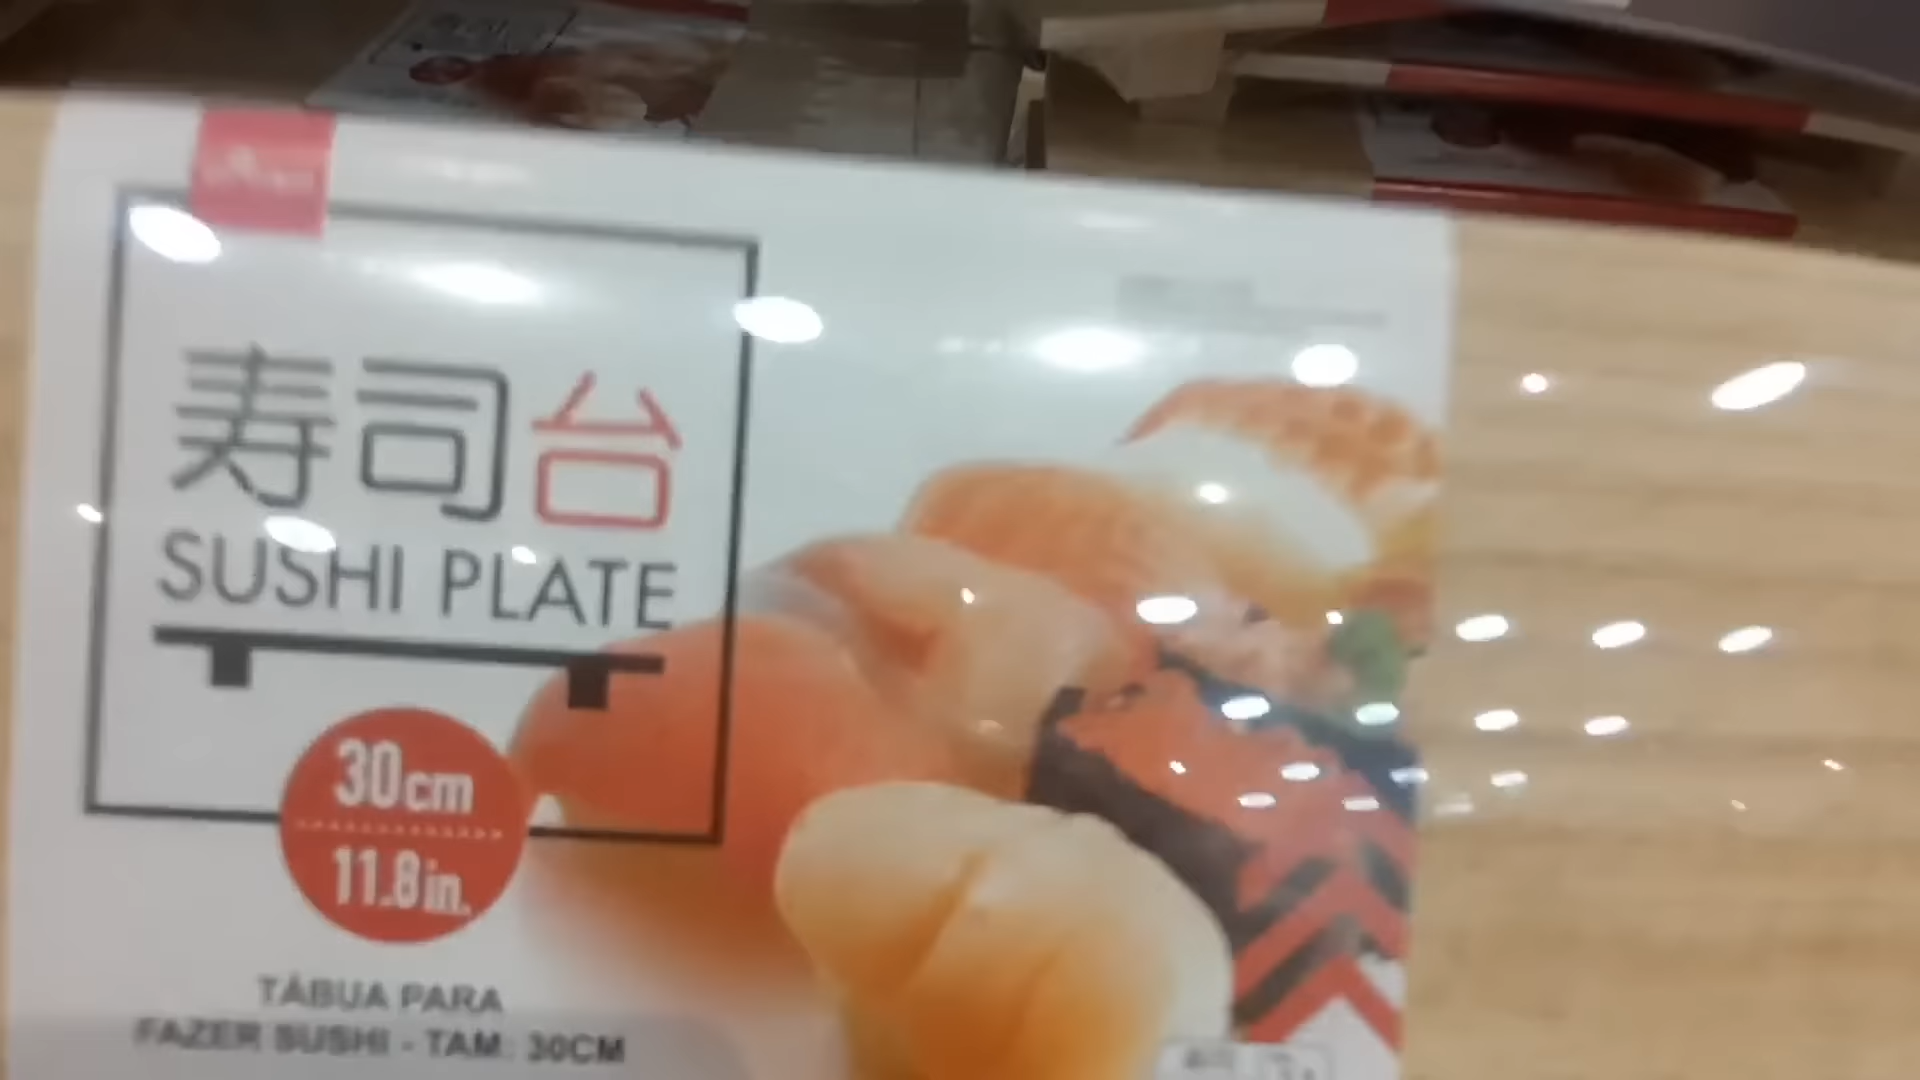 寿司台
SUSHI PLATE
30cm
11.8in.
TÁBUA PARA
FAZER SUSHI - TAM: 30CM